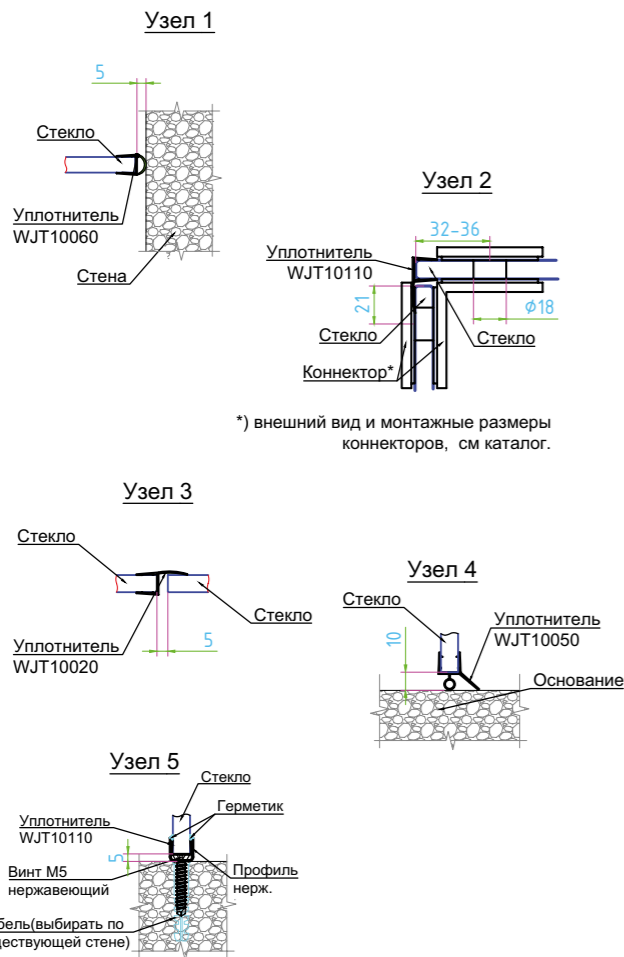 Узел 1
5
Стекло
Уплотнитель
WJT10060
Стена
Узел 2
32-36
Уплотнитель
WJT10110
21
Стекло
ϕ18
Стекло
Коннектор*
*) внешний вид и монтажные размеры
коннекторов, см каталог.
Узел 3
Стекло
Стекло
Уплотнитель
WJT10020
5
Узел 4
Стекло
10
Уплотнитель
WJT10050
Основание
Узел 5
Стекло
Уплотнитель
WJT10110
Герметик
5
Винт М5
нержавеющий
Профиль
нерж.
бель(выбирать по
ществующей стене)